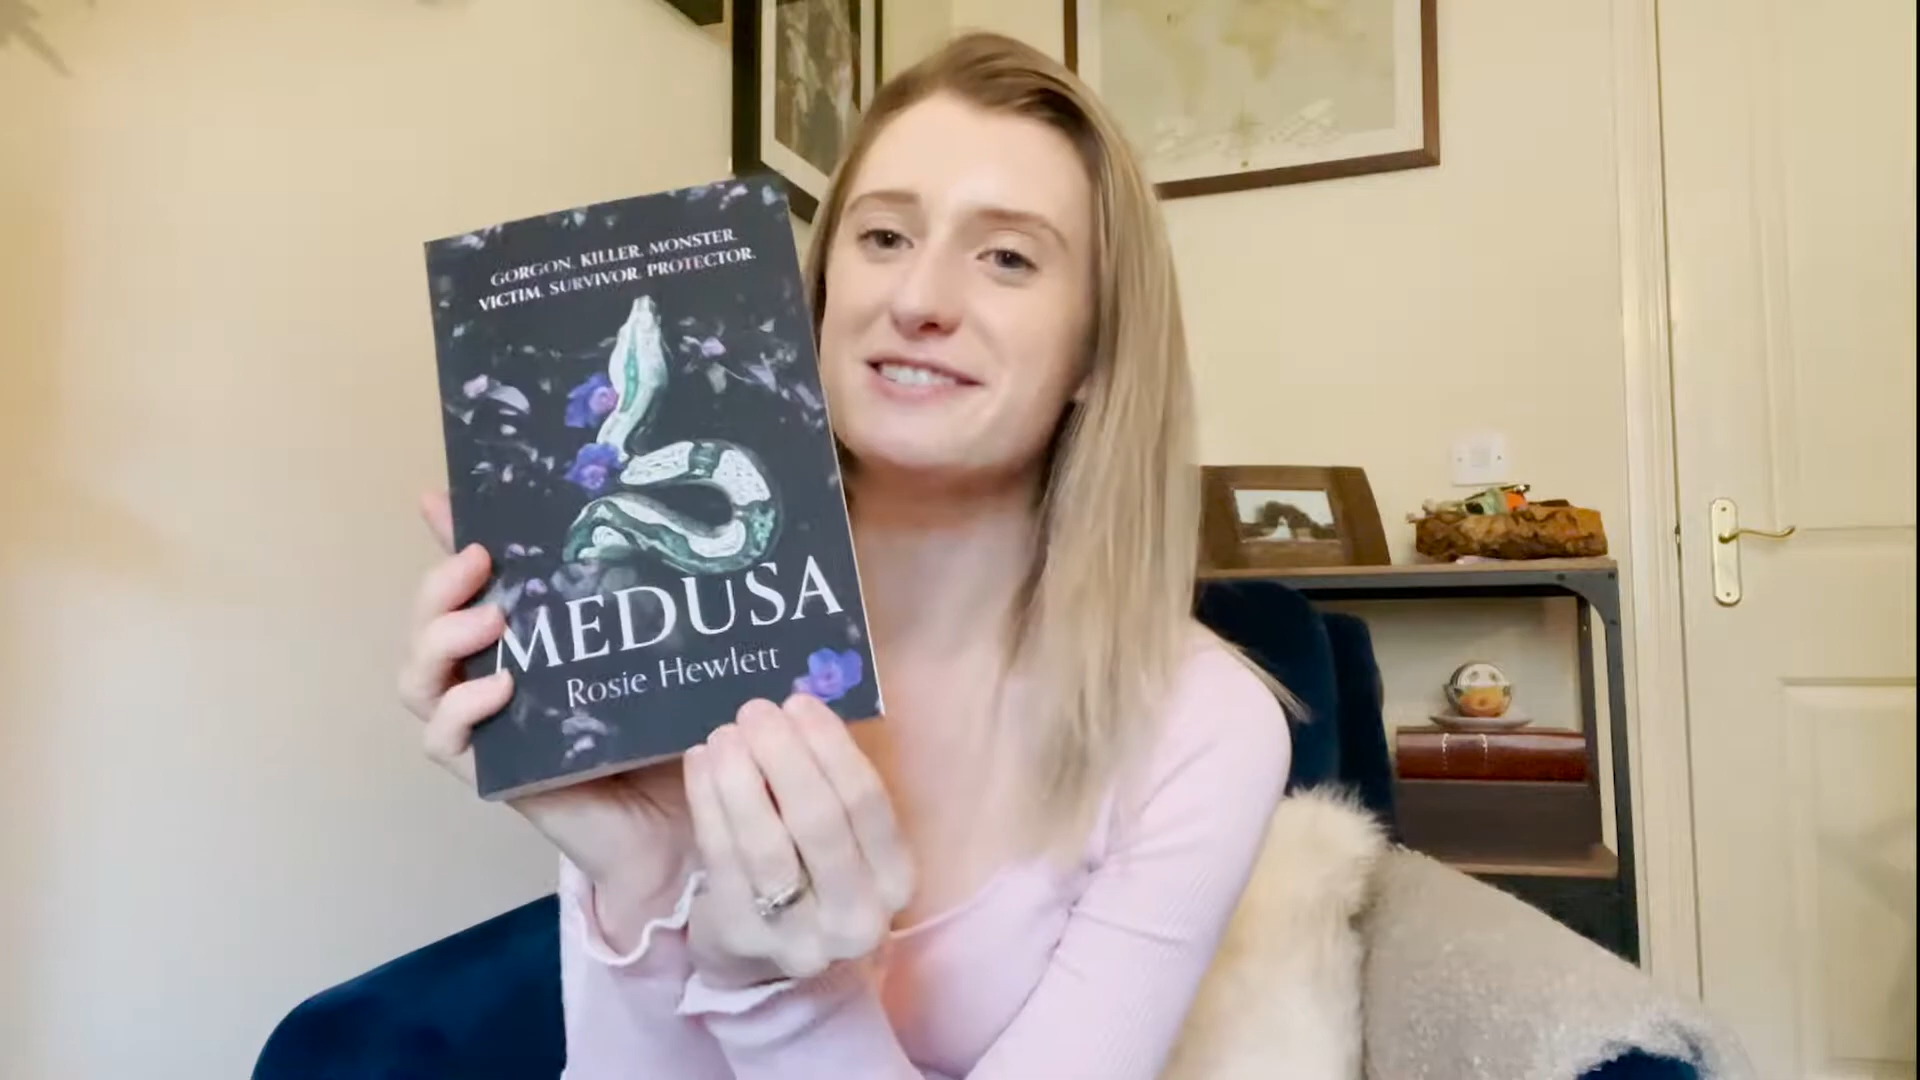 GORGON. KILLER. MONSTER.
VICTIM. SURVIVOR. PROTECTOR.
MEDUSA
Rosie Hewlett